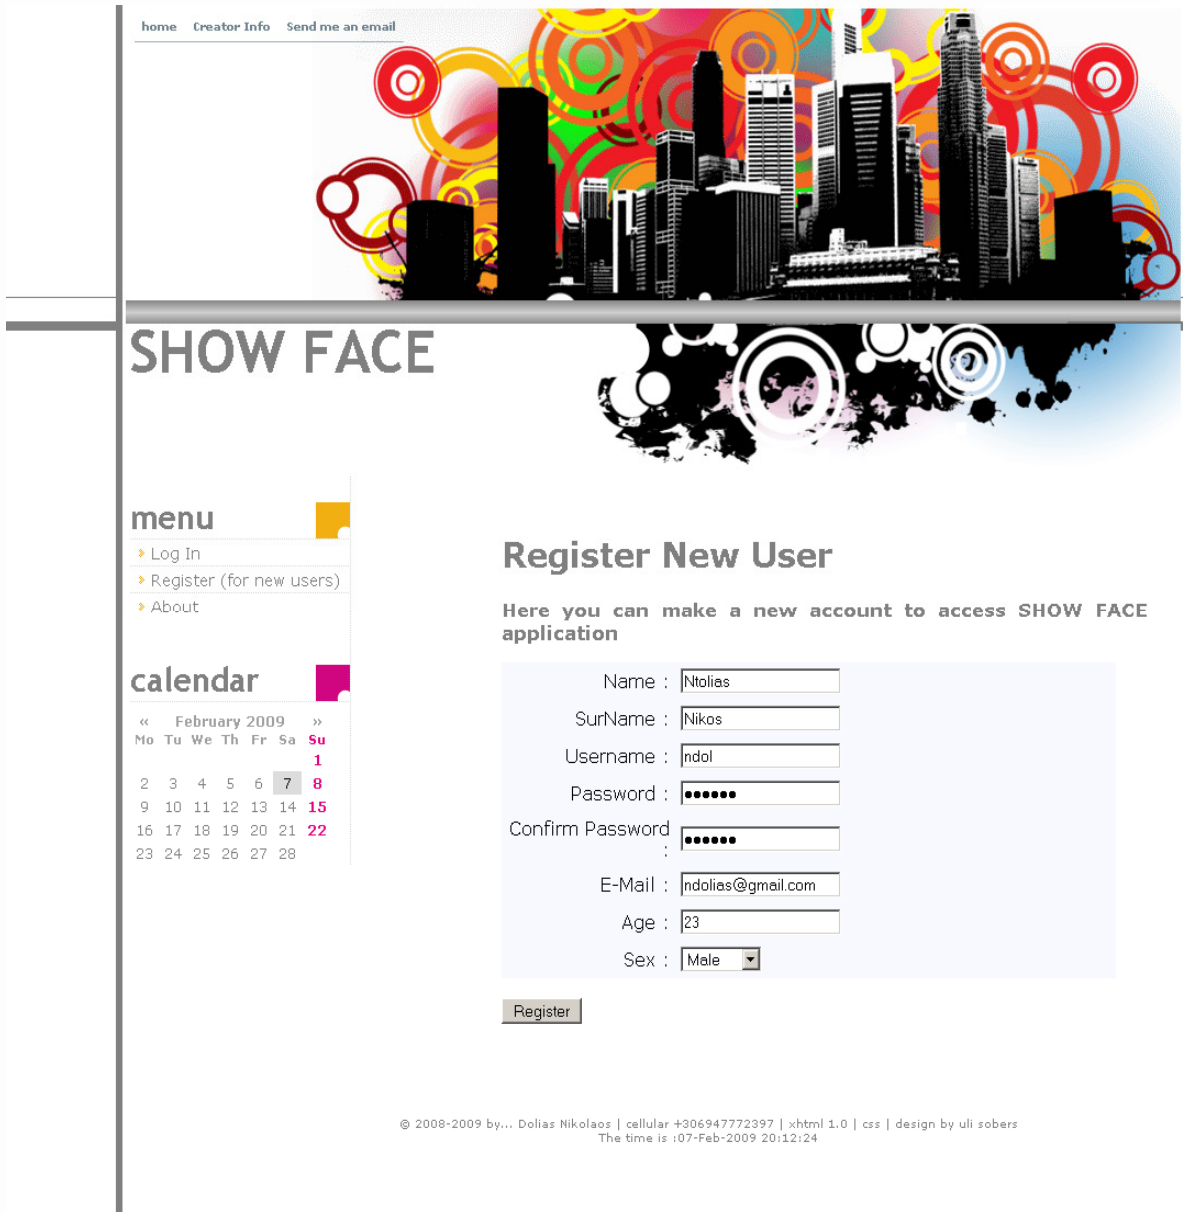 home Creator Info Send me an email
SHOW FACE
menu
Log In
Register (for new users)
About
calendar
« February 2009 »
Mo Tu We Th Fr Sa Su
1
2 3 4 5 6 7 8
9 10 11 12 13 14 15
16 17 18 19 20 21 22
23 24 25 26 27 28
Register New User
Here you can make a new account to access SHOW FACE
application
Name : Ntolias
SurName : Nikos
Username : ndol
Password : ●●●●●●
Confirm Password
: ●●●●●●
E-Mail : ndolias@gmail.com
Age : 23
Sex : Male
Register
© 2008-2009 by... Dolias Nikolaos | cellular +306947772397 | xhtml 1.0 | css | design by uli sobers
The time is :07-Feb-2009 20:12:24